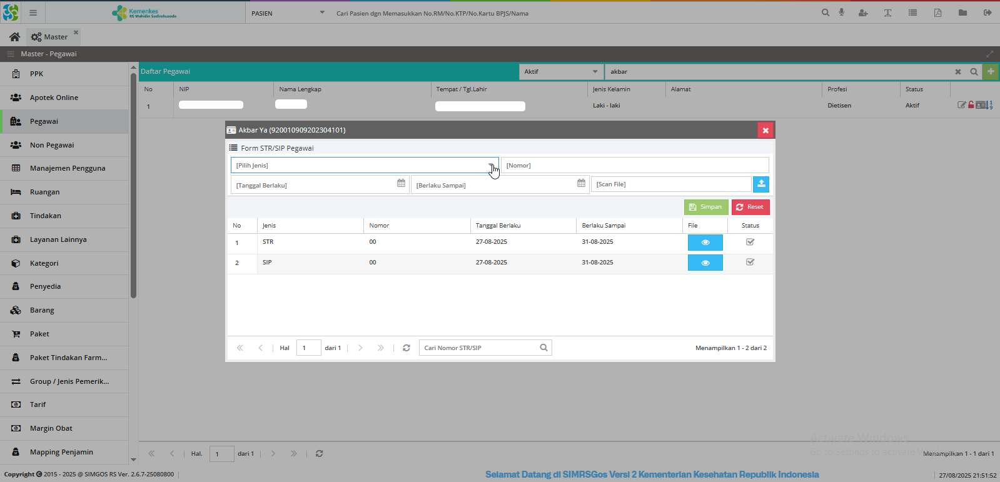 Kemenkes
RS Wahidin Sudirohusodo
PASIEN
Cari Pasien dgn Memasukkan No.RM/No.KTP/No.Kartu BPJS/Nama
Master
Master - Pegawai
PPK
Apotek Online
Pegawai
Non Pegawai
Manajemen Pengguna
Ruangan
Tindakan
Layanan Lainnya
Kategori
Penyedia
Barang
Paket
Paket Tindakan Farm...
Group / Jenis Pemerik...
Tarif
Margin Obat
Mapping Penjamin
Daftar Pegawai
Aktif
akbar
No NIP Nama Lengkap Tempat / Tgl.Lahir Jenis Kelamin Alamat Profesi Status
1 Laki - laki Dietisen Aktif
Akbar Ya (920010909202304101)
Form STR/SIP Pegawai
[Pilih Jenis] [Nomor]
[Tanggal Berlaku] [Berlaku Sampai] [Scan File]
Simpan Reset
No Jenis Nomor Tanggal Berlaku Berlaku Sampai File Status
1 STR 00 27-08-2025 31-08-2025
2 SIP 00 27-08-2025 31-08-2025
Hal 1 dari 1 Cari Nomor STR/SIP Menampilkan 1 - 2 dari 2
Activate Windows
Go to Settings to activate
Hal. 1 dari 1 Menampilkan 1 - 1 dari 1
Copyright © 2015 - 2025 @ SIMGOS RS Ver. 2.6.7-25080800
Selamat Datang di SIMRSGos Versi 2 Kementerian Kesehatan Republik Indonesia
27/08/2025 21:51:52